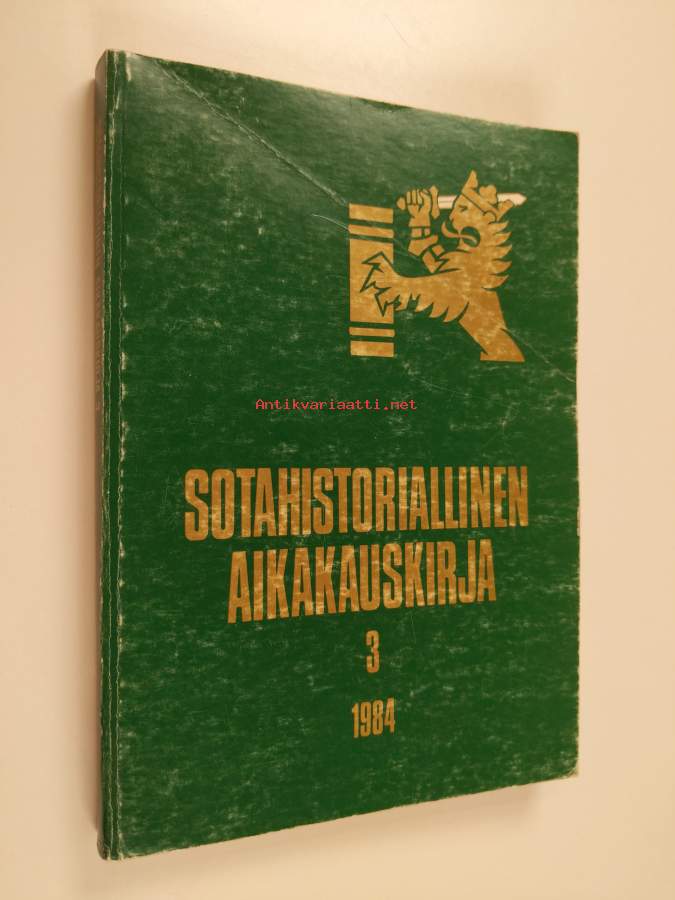 Antikvariaatti.net
SOTAHISTORIALLINEN
AIKAKAUSKIRJA
3
1984